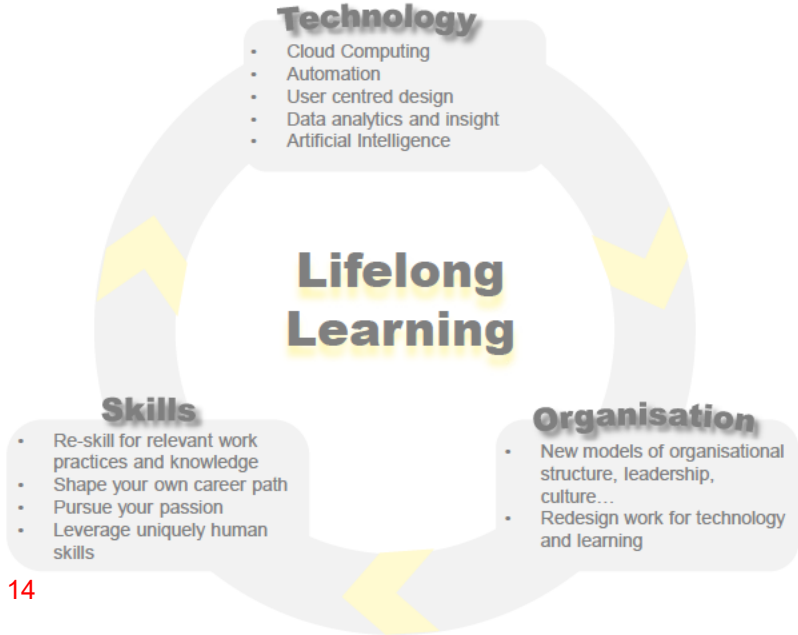 Technology
• Cloud Computing
• Automation
• User centred design
• Data analytics and insight
• Artificial Intelligence
Lifelong
Learning
Skills
• Re-skill for relevant work
practices and knowledge
• Shape your own career path
• Pursue your passion
• Leverage uniquely human
skills
Organisation
• New models of organisational
structure, leadership,
culture…
• Redesign work for technology
and learning
14